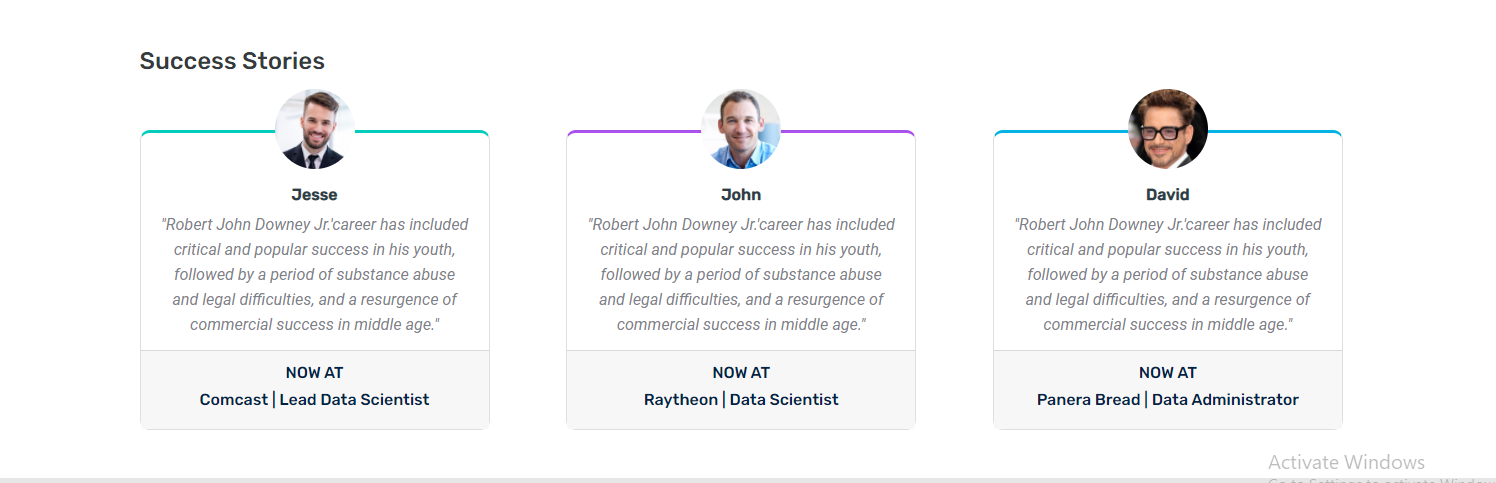 Success Stories
Jesse
"Robert John Downey Jr.'career has included
critical and popular success in his youth,
followed by a period of substance abuse
and legal difficulties, and a resurgence of
commercial success in middle age."
NOW AT
Comcast | Lead Data Scientist
John
"Robert John Downey Jr.'career has included
critical and popular success in his youth,
followed by a period of substance abuse
and legal difficulties, and a resurgence of
commercial success in middle age."
NOW AT
Raytheon | Data Scientist
David
"Robert John Downey Jr.'career has included
critical and popular success in his youth,
followed by a period of substance abuse
and legal difficulties, and a resurgence of
commercial success in middle age."
NOW AT
Panera Bread | Data Administrator
Activate Windows
Go to Settings to activate Windows